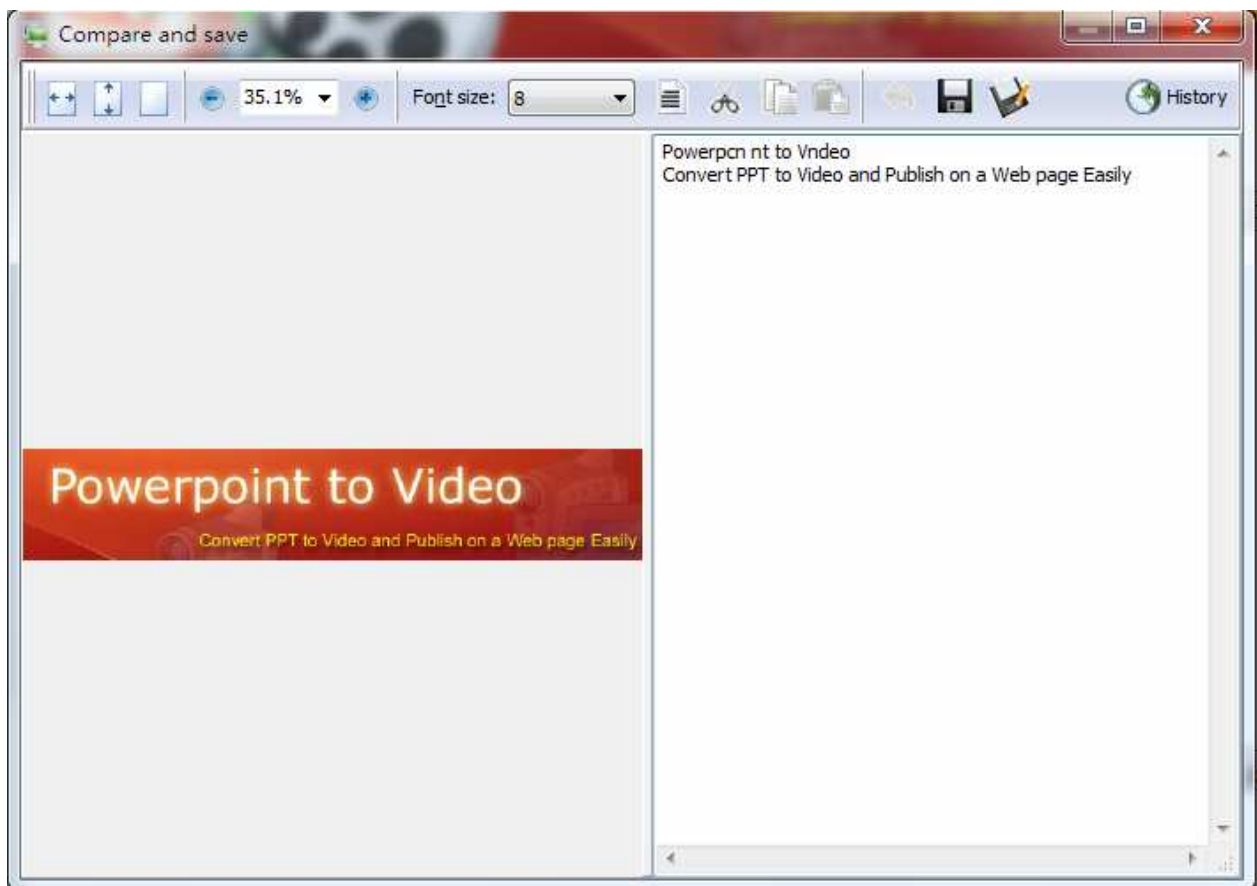 Compare and save
35.1%
Font size: 8
History
Powerpoint to Video
Convert PPT to Video and Publish on a Web page Easily
Powerpcn nt to Vndeo
Convert PPT to Video and Publish on a Web page Easily